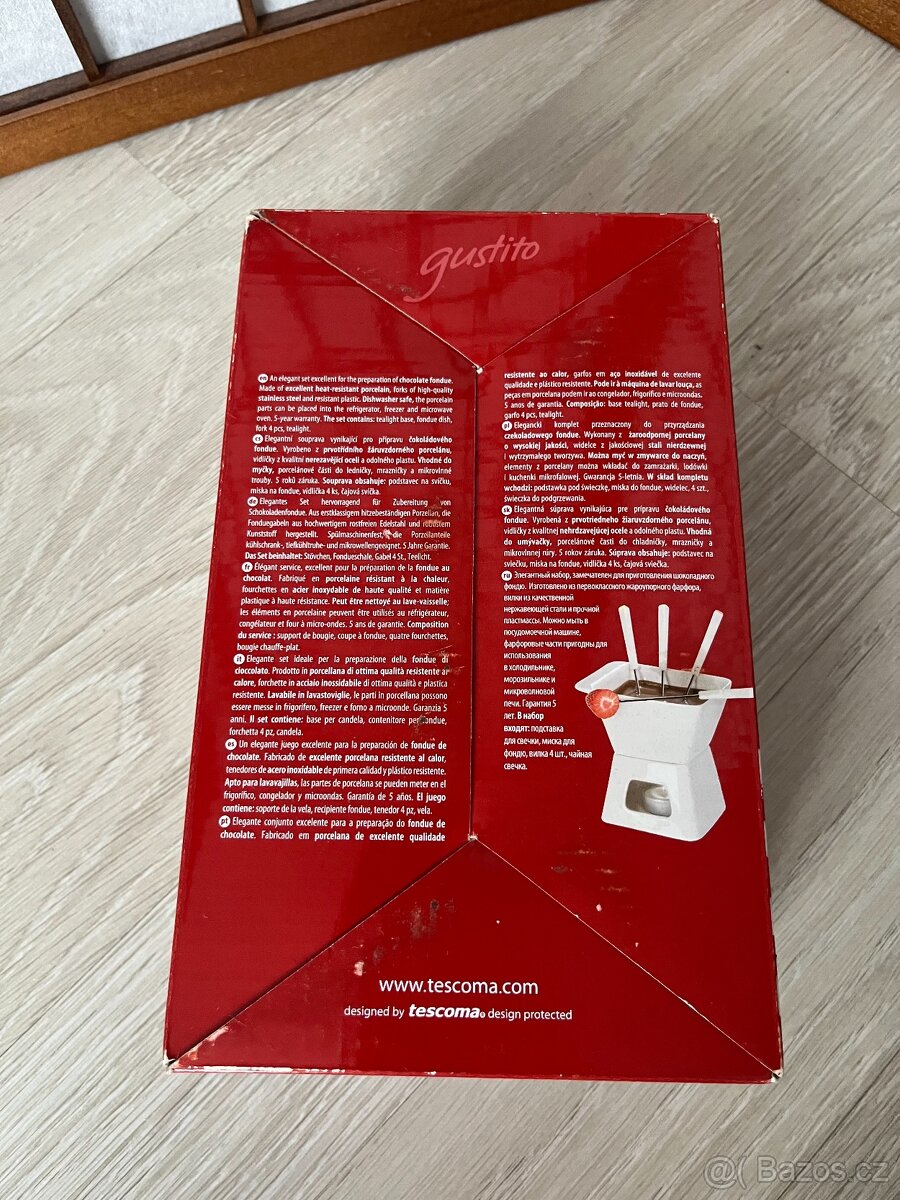 gustito
en An elegant set excellent for the preparation of chocolate fondue.
Made of excellent heat-resistant porcelain, forks of high-quality
stainless steel and resistant plastic. Dishwasher safe, the porcelain
parts can be placed into the refrigerator, freezer and microwave
oven. 5-year warranty. The set contains: tealight base, fondue dish,
fork 4 pcs, tealight.
cs Elegantní souprava vynikající pro přípravu čokoládového
fondue. Vyrobeno z prvotřídního žáruvzdorného porcelánu,
vidličky z kvalitní nerezavějící oceli a odolného plastu. Vhodné do
myčky, porcelánové části do ledničky, mrazničky a mikrovlnné
trouby. 5 roků záruka. Souprava obsahuje: podstavec na svíčku,
miska na fondue, vidlička 4 ks, čajová svíčka.
de Elegantes Set hervorragend für Zubereitung von
Schokoladenfondue. Aus erstklassigem hitzebeständigen Porzellan, die
Fonduegabeln aus hochwertigem rostfreien Edelstahl und robustem
Kunststoff hergestellt. Spülmaschinenfest, die Porzellanteile
kühlschrank-, tiefkühltruhe- und mikrowellengeeignet. 5 Jahre Garantie.
Das Set beinhaltet: Stövchen, Fondueschale, Gabel 4 St., Teelicht.
fr Élégant service, excellent pour la préparation de la fondue au
chocolat. Fabriqué en porcelaine résistant à la chaleur,
fourchettes en acier inoxydable de haute qualité et matière
plastique à haute résistance. Peut être nettoyé au lave-vaisselle;
les éléments en porcelaine peuvent être utilisés au réfrigérateur,
congélateur et four à micro-ondes. 5 ans de garantie. Composition
du service : support de bougie, coupe à fondue, quatre fourchettes,
bougie chauffe-plat.
it Elegante set ideale per la preparazione della fondue di
cioccolato. Prodotto in porcellana di ottima qualità resistente al
calore, forchette in acciaio inossidabile di ottima qualità e plastica
resistente. Lavabile in lavastoviglie, le parti in porcellana possono
essere messe in frigorifero, freezer e forno a microonde. Garanzia 5
anni. Il set contiene: base per candela, contenitore per fondue,
forchetta 4 pz, candela.
es Un elegante juego excelente para la preparación de fondue de
chocolate. Fabricado de excelente porcelana resistente al calor,
tenedores de acero inoxidable de primera calidad y plástico resistente.
Apto para lavavajillas, las partes de porcelana se pueden meter en el
frigorífico, congelador y microondas. Garantía de 5 años. El juego
contiene: soporte de la vela, recipiente fondue, tenedor 4 pz, vela.
pt Elegante conjunto excelente para a preparação do fondue de
chocolate. Fabricado em porcelana de excelente qualidade
resistente ao calor, garfos em aço inoxidável de excelente
qualidade e plástico resistente. Pode ir à máquina de lavar louça, as
peças em porcelana podem ir ao congelador, frigorífico e microondas.
5 anos de garantia. Composição: base tealight, prato de fondue,
garfo 4 pcs, tealight.
pl Elegancki komplet przeznaczony do przyrządzania
czekoladowego fondue. Wykonany z żaroodpornej porcelany
o wysokiej jakości, widelce z jakościowej stali nierdzewnej
i wytrzymałego tworzywa. Można myć w zmywarce do naczyń,
elementy z porcelany można wkładać do zamrażarki, lodówki
i kuchenki mikrofalowej. Gwarancja 5-letnia. W skład kompletu
wchodzi: podstawka pod świeczkę, miska do fondue, widelec, 4 szt.,
świeczka do podgrzewania.
sk Elegantná súprava vynikajúce pre prípravu čokoládového
fondue. Vyrobená z prvotriedneho žiaruvzdorného porcelánu,
vidličky z kvalitnej nehrdzavejúcej ocele a odolného plastu. Vhodná
do umývačky, porcelánové časti do chladničky, mrazničky a
mikrovlnnej rúry. 5 rokov záruka. Súprava obsahuje: podstavec na
sviečku, miska na fondue, vidlička 4 ks, čajová sviečka.
ru Элегантный набор, замечателен для приготовления шоколадного
фондю. Изготовлено из первоклассного жароупорного фарфора,
вилки из качественной
нержавеющей стали и прочной
пластмассы. Можно мыть в
посудомоечной машине,
фарфоровые части пригодны для
использования
в холодильнике,
морозильнике и
микроволновой
печи. Гарантия 5
лет. В набор
входят: подставка
для свечки, миска для
фондю, вилка 4 шт., чайная
свечка.
www.tescoma.com
designed by tescoma® design protected
@( Bazoš.cz